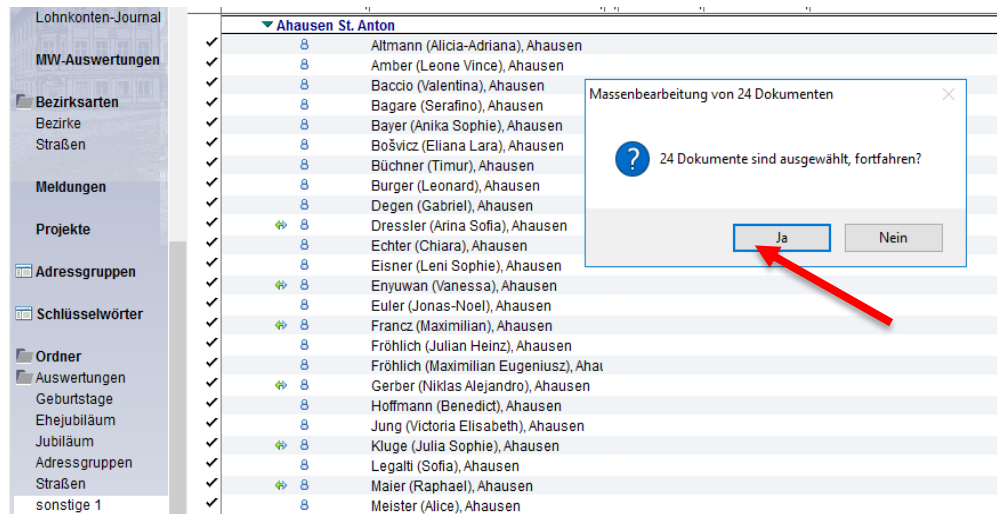 Lohnkonten-Journal
MW-Auswertungen
Bezirksarten
Bezirke
Straßen
Meldungen
Projekte
Adressgruppen
Schlüsselwörter
Ordner
Auswertungen
Geburtstage
Ehejubiläum
Jubiläum
Adressgruppen
Straßen
sonstige 1
Ahausen St. Anton
Altmann (Alicia-Adriana), Ahausen
Amber (Leone Vince), Ahausen
Baccio (Valentina), Ahausen
Bagare (Serafino), Ahausen
Bayer (Anika Sophie), Ahausen
Bošvicz (Eliana Lara), Ahausen
Büchner (Timur), Ahausen
Burger (Leonard), Ahausen
Degen (Gabriel), Ahausen
Dressler (Arina Sofia), Ahausen
Echter (Chiara), Ahausen
Eisner (Leni Sophie), Ahausen
Enyuwan (Vanessa), Ahausen
Euler (Jonas-Noel), Ahausen
Francz (Maximilian), Ahausen
Fröhlich (Julian Heinz), Ahausen
Fröhlich (Maximilian Eugeniusz), Ahau
Gerber (Niklas Alejandro), Ahausen
Hoffmann (Benedict), Ahausen
Jung (Victoria Elisabeth), Ahausen
Kluge (Julia Sophie), Ahausen
Legalti (Sofia), Ahausen
Maier (Raphael), Ahausen
Meister (Alice), Ahausen
Massenbearbeitung von 24 Dokumenten
24 Dokumente sind ausgewählt, fortfahren?
Ja
Nein